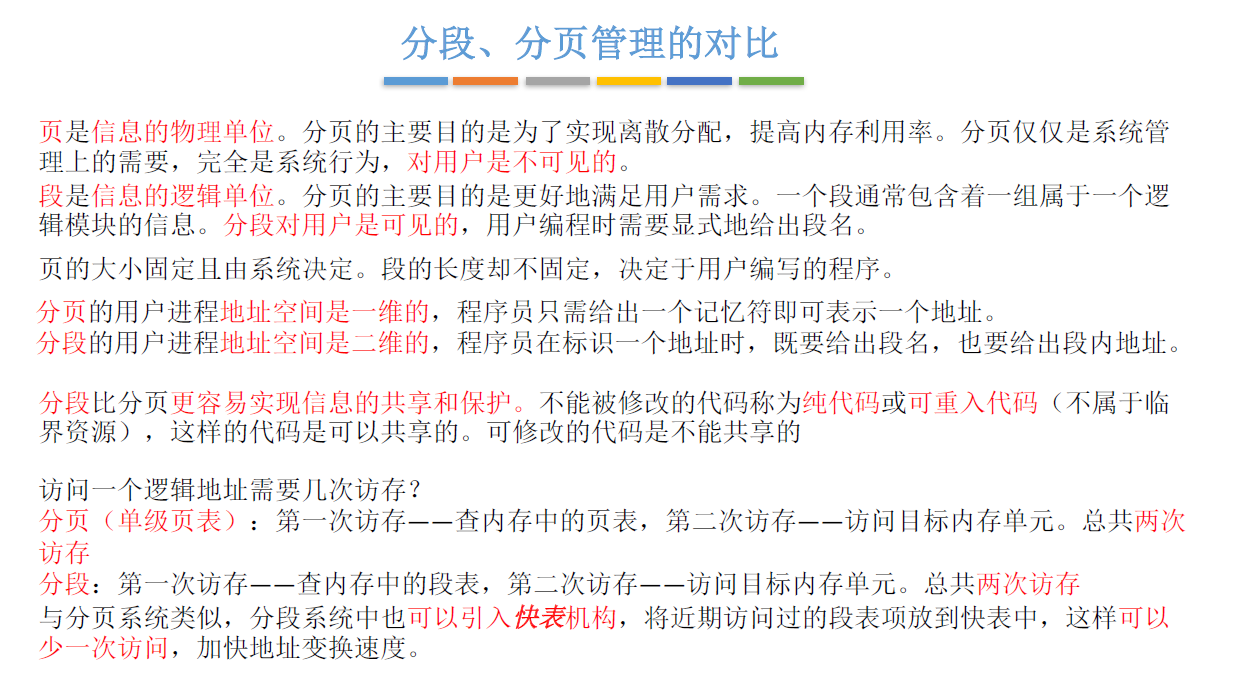 分段、分页管理的对比
页是信息的物理单位。分页的主要目的是为了实现离散分配，提高内存利用率。分页仅仅是系统管
理上的需要，完全是系统行为，对用户是不可见的。
段是信息的逻辑单位。分页的主要目的是更好地满足用户需求。一个段通常包含着一组属于一个逻
辑模块的信息。分段对用户是可见的，用户编程时需要显式地给出段名。
页的大小固定且由系统决定。段的长度却不固定，决定于用户编写的程序。
分页的用户进程地址空间是一维的，程序员只需给出一个记忆符即可表示一个地址。
分段的用户进程地址空间是二维的，程序员在标识一个地址时，既要给出段名，也要给出段内地址。
分段比分页更容易实现信息的共享和保护。不能被修改的代码称为纯代码或可重入代码（不属于临
界资源），这样的代码是可以共享的。可修改的代码是不能共享的
访问一个逻辑地址需要几次访存？
分页（单级页表）：第一次访存——查内存中的页表，第二次访存——访问目标内存单元。总共两次
访存
分段：第一次访存——查内存中的段表，第二次访存——访问目标内存单元。总共两次访存
与分页系统类似，分段系统中也可以引入快表机构，将近期访问过的段表项放到快表中，这样可以
少一次访问，加快地址变换速度。